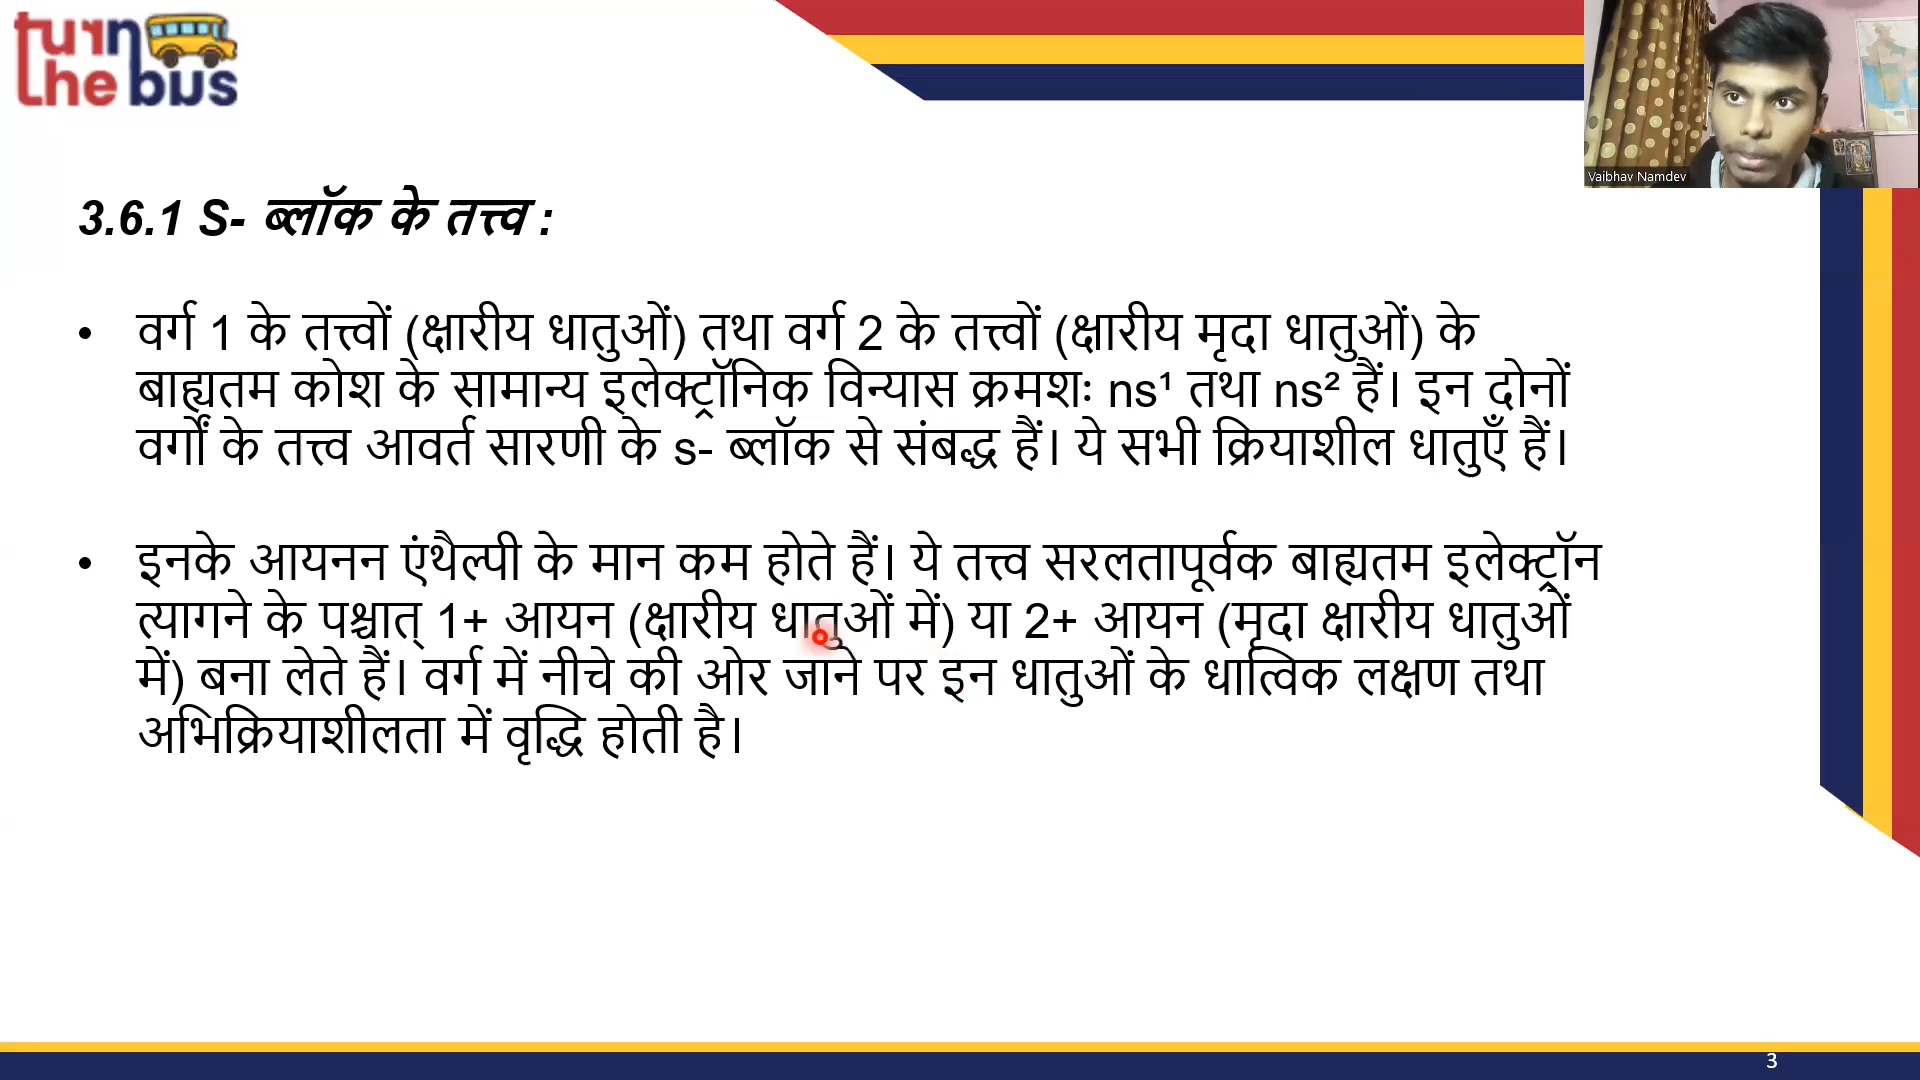 turn
the bus
Vaibhav Namdev
3.6.1 S- ब्लॉक के तत्त्व :
• वर्ग 1 के तत्त्वों (क्षारीय धातुओं) तथा वर्ग 2 के तत्त्वों (क्षारीय मृदा धातुओं) के
बाह्यतम कोश के सामान्य इलेक्ट्रॉनिक विन्यास क्रमशः ns¹ तथा ns² हैं। इन दोनों
वर्गों के तत्त्व आवर्त सारणी के s- ब्लॉक से संबद्ध हैं। ये सभी क्रियाशील धातुएँ हैं।
• इनके आयनन एंथैल्पी के मान कम होते हैं। ये तत्त्व सरलतापूर्वक बाह्यतम इलेक्ट्रॉन
त्यागने के पश्चात् 1+ आयन (क्षारीय धातुओं में) या 2+ आयन (मृदा क्षारीय धातुओं
में) बना लेते हैं। वर्ग में नीचे की ओर जाने पर इन धातुओं के धात्विक लक्षण तथा
अभिक्रियाशीलता में वृद्धि होती है।
3